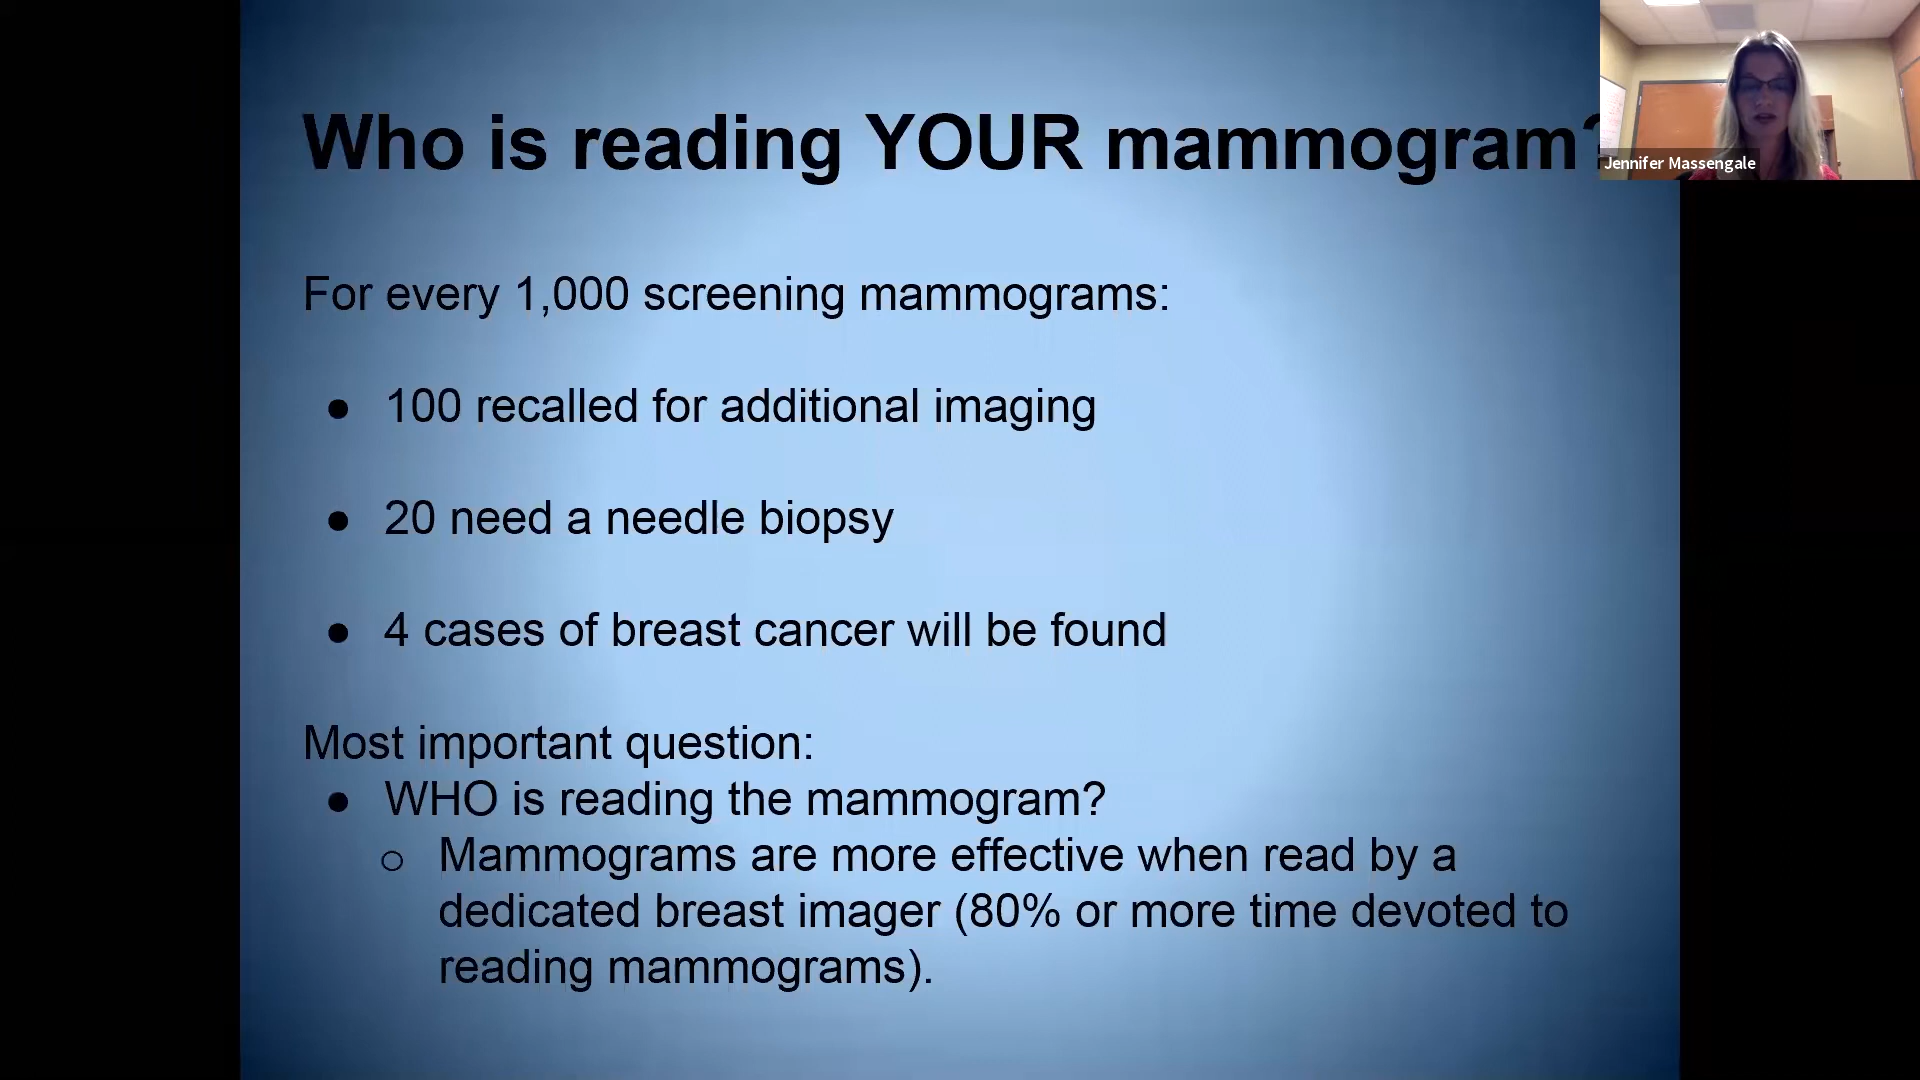 Who is reading YOUR mammogram?
Jennifer Massengale
For every 1,000 screening mammograms:
● 100 recalled for additional imaging
● 20 need a needle biopsy
● 4 cases of breast cancer will be found
Most important question:
● WHO is reading the mammogram?
○ Mammograms are more effective when read by a
dedicated breast imager (80% or more time devoted to
reading mammograms).